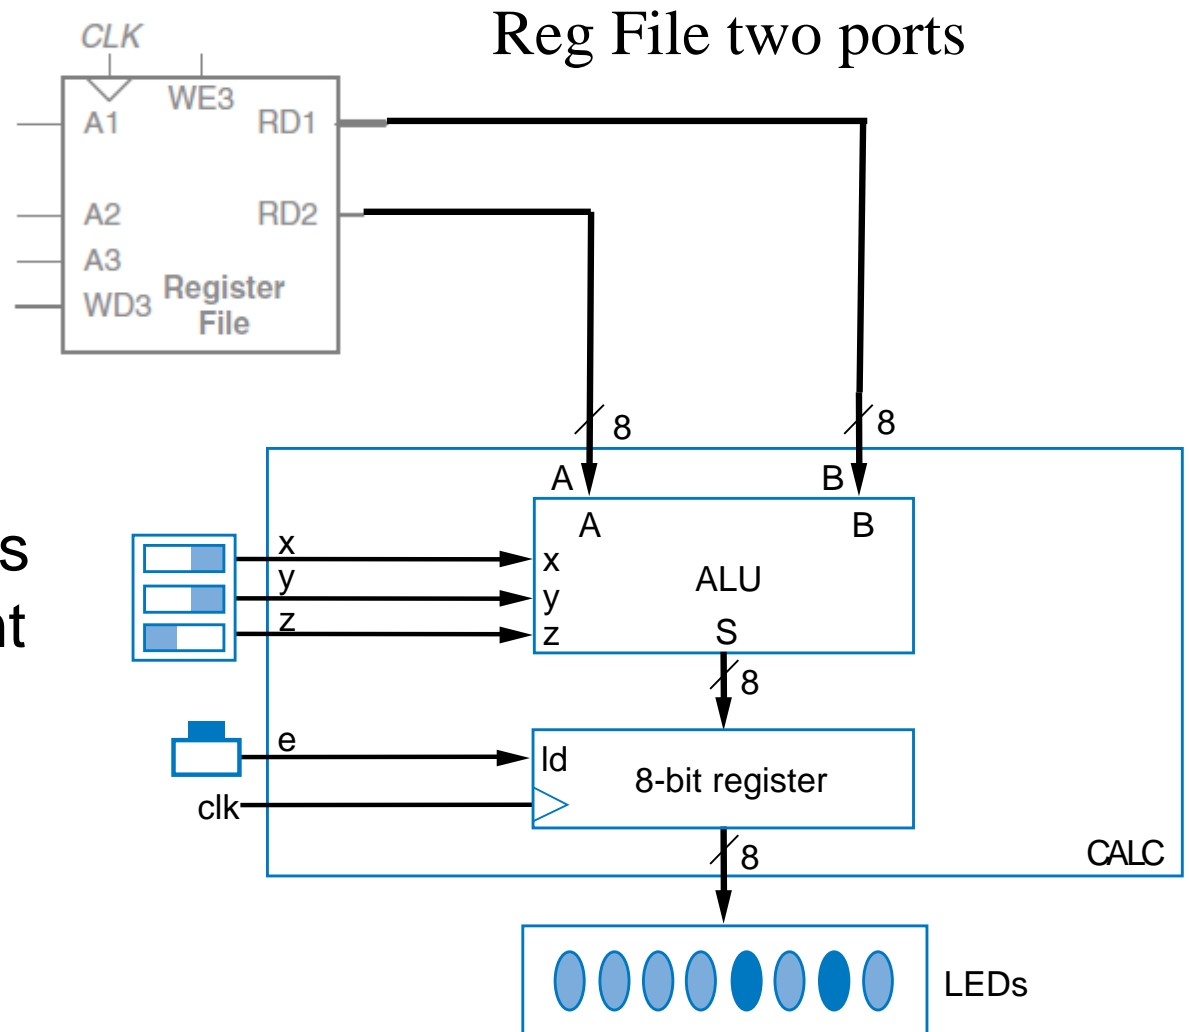 Reg File two ports
CLK
WE3
A1
RD1
A2
RD2
A3
WD3
Register
File
8
8
A
B
A
B
s
nt
x
x
y
y
z
z
ALU
S
8
e
ld
8-bit register
clk
8
CALC
LEDs